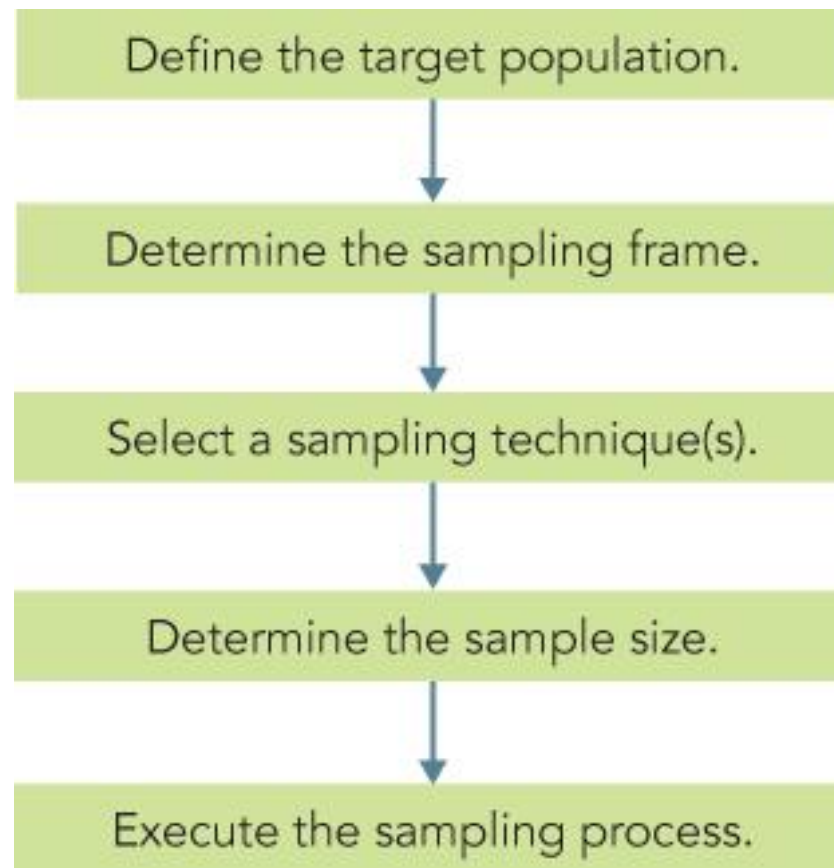 Define the target population.
Determine the sampling frame.
Select a sampling technique(s).
Determine the sample size.
Execute the sampling process.